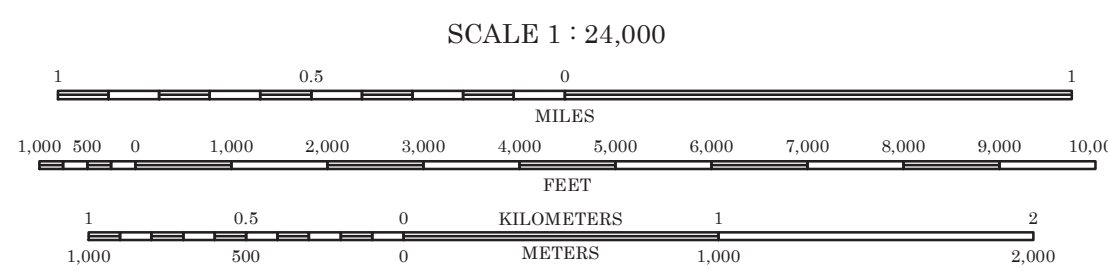 SCALE 1 : 24,000
1 0.5 0 1
MILES
1,000 500 0 1,000 2,000 3,000 4,000 5,000 6,000 7,000 8,000 9,000 10,00
FEET
1 0.5 0 KILOMETERS 1 2
1,000 500 0 METERS 1,000 2,000